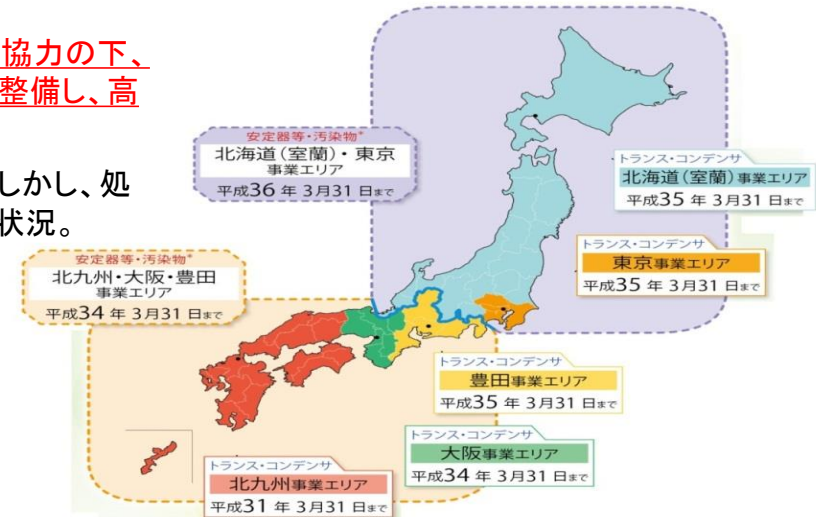 協力の下、
整備し、高
しかし、処
状況。
安定器等・汚染物*
北海道(室蘭)・東京
事業エリア
平成36年3月31日まで
トランス・コンデンサ
北海道(室蘭)事業エリア
平成35年3月31日まで
トランス・コンデンサ
東京事業エリア
平成35年3月31日まで
安定器等・汚染物*
北九州・大阪・豊田
事業エリア
平成34年3月31日まで
トランス・コンデンサ
豊田事業エリア
平成35年3月31日まで
トランス・コンデンサ
大阪事業エリア
平成34年3月31日まで
トランス・コンデンサ
北九州事業エリア
平成31年3月31日まで